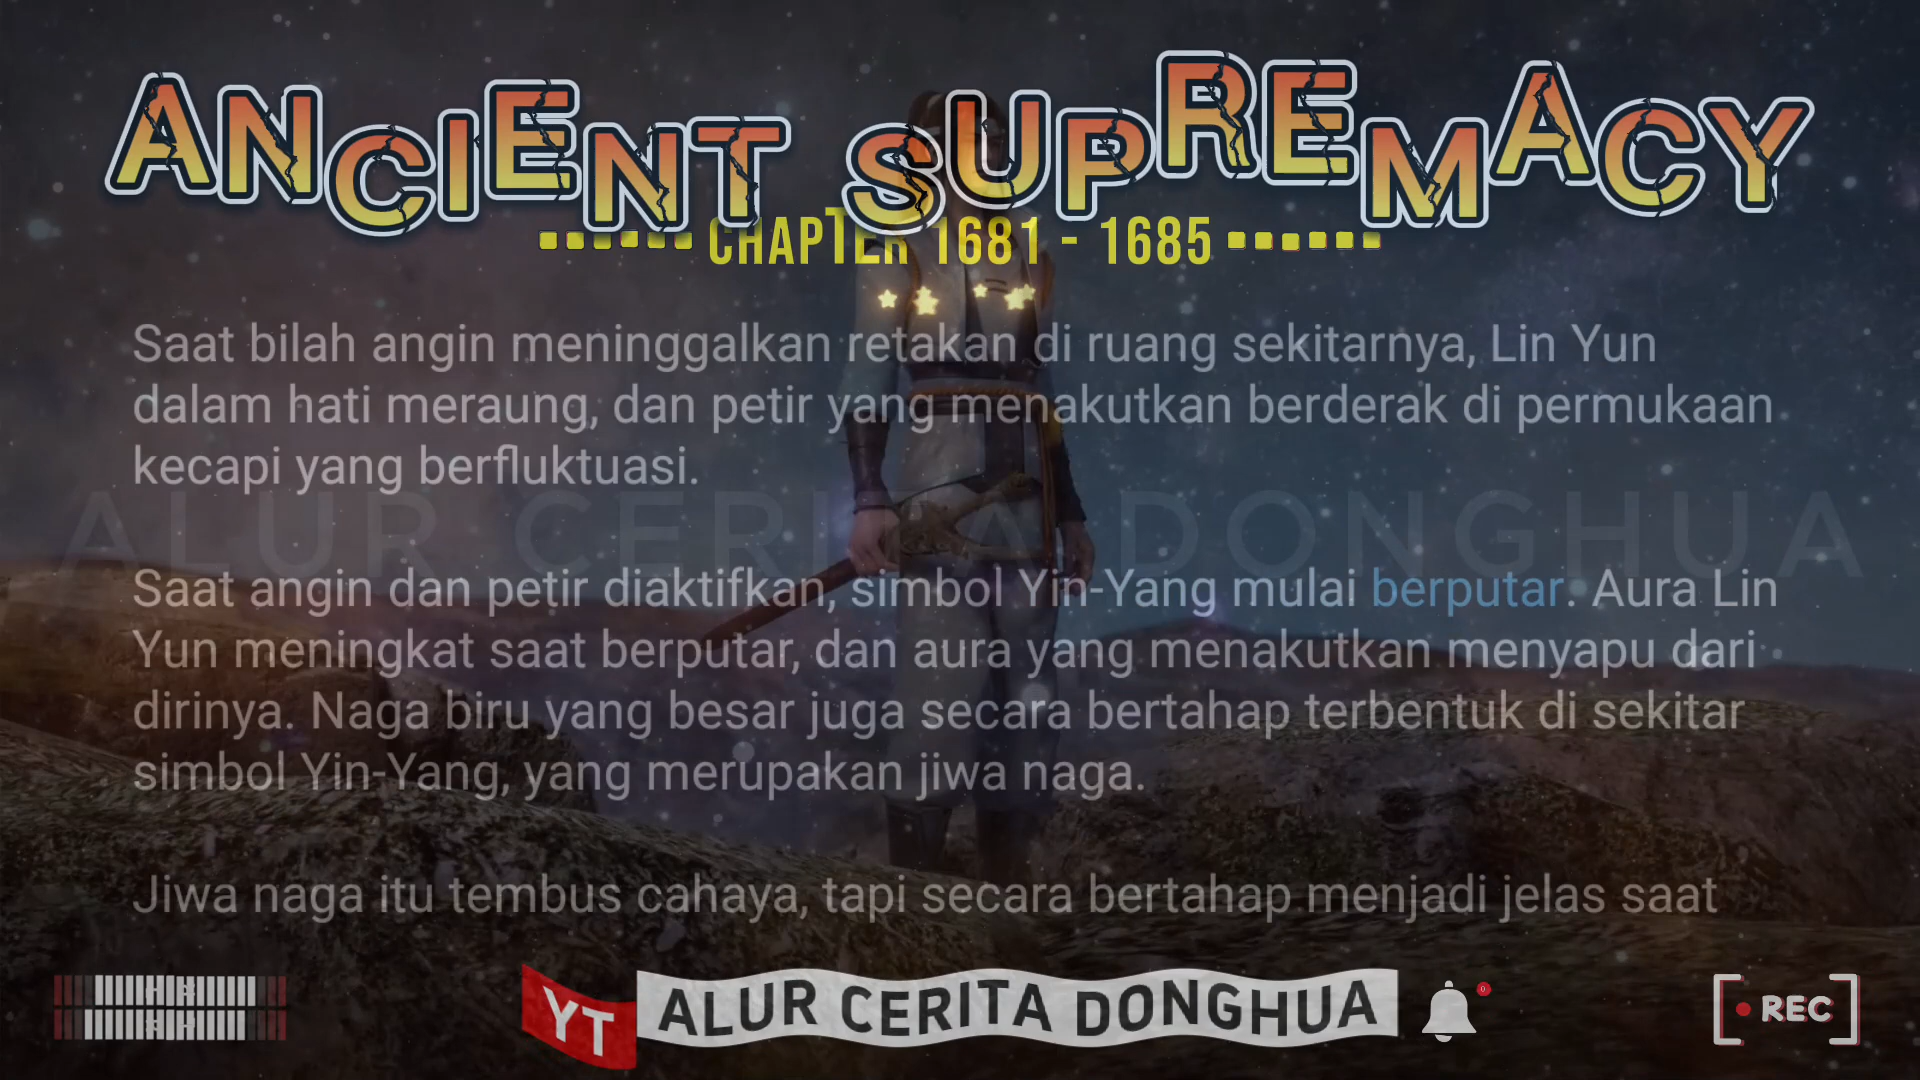 ANCIENT SUPREMACY
CHAPTER 1681 - 1685
Saat bilah angin meninggalkan retakan di ruang sekitarnya, Lin Yun
dalam hati meraung, dan petir yang menakutkan berderak di permukaan
kecapi yang berfluktuasi.
ALUR CERITA DONGHUA
Saat angin dan petir diaktifkan, simbol Yin-Yang mulai berputar. Aura Lin
Yun meningkat saat berputar, dan aura yang menakutkan menyapu dari
dirinya. Naga biru yang besar juga secara bertahap terbentuk di sekitar
simbol Yin-Yang, yang merupakan jiwa naga.
Jiwa naga itu tembus cahaya, tapi secara bertahap menjadi jelas saat
YT ALUR CERITA DONGHUA
REC